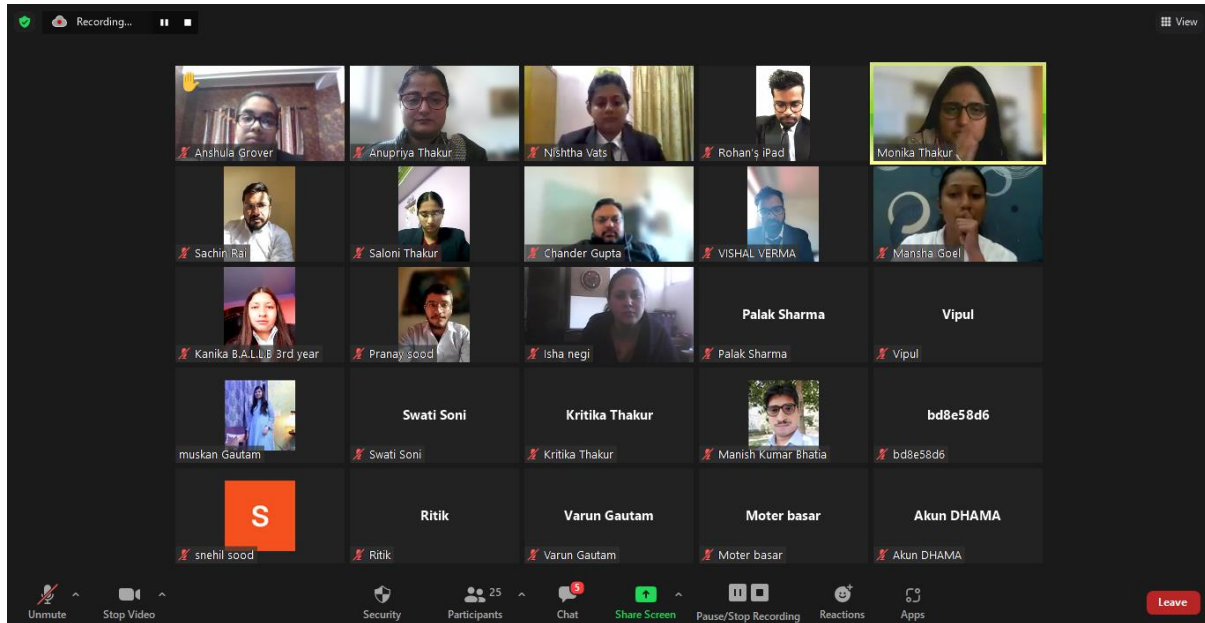 Recording...
View
Anshula Grover
Anupriya Thakur
Nishtha Vats
Rohan's iPad
Monika Thakur
Sachin Rai
Saloni Thakur
Chander Gupta
VISHAL VERMA
Mansha Goel
Kanika B.A.L.L.B 3rd year
Pranay sood
Isha negi
Palak Sharma
Palak Sharma
Vipul
Vipul
muskan Gautam
Swati Soni
Swati Soni
Kritika Thakur
Kritika Thakur
Manish Kumar Bhatia
bd8e58d6
bd8e58d6
S
snehil sood
Ritik
Ritik
Varun Gautam
Varun Gautam
Moter basar
Moter basar
Akun DHAMA
Akun DHAMA
Unmute
Stop Video
Security
25
Participants
5
Chat
Share Screen
Pause/Stop Recording
Reactions
Apps
Leave